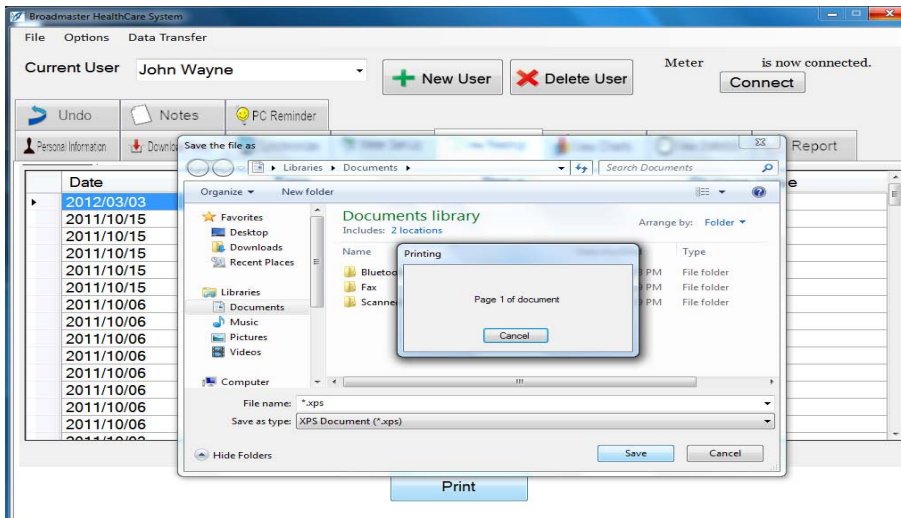 Broadmaster HealthCare System
File Options Data Transfer
Current User John Wayne
New User
Delete User
Meter is now connected.
Connect
Undo
Notes
PC Reminder
Personal Information
Report
Save the file as
Libraries ▸ Documents ▸
Search Documents
Organize
New folder
Favorites
Desktop
Downloads
Recent Places
Libraries
Documents
Music
Pictures
Videos
Computer
Documents library
Includes: 2 locations
Arrange by: Folder
Name Type
File folder
Fax PM File folder
PM File folder
Printing
Page 1 of document
Cancel
File name: *.xps
Save as type: XPS Document (*.xps)
Hide Folders
Save
Cancel
Date
2012/03/03
2011/10/15
2011/10/15
2011/10/15
2011/10/15
2011/10/15
2011/10/06
2011/10/06
2011/10/06
2011/10/06
2011/10/06
2011/10/06
2011/10/06
2011/10/06
Print